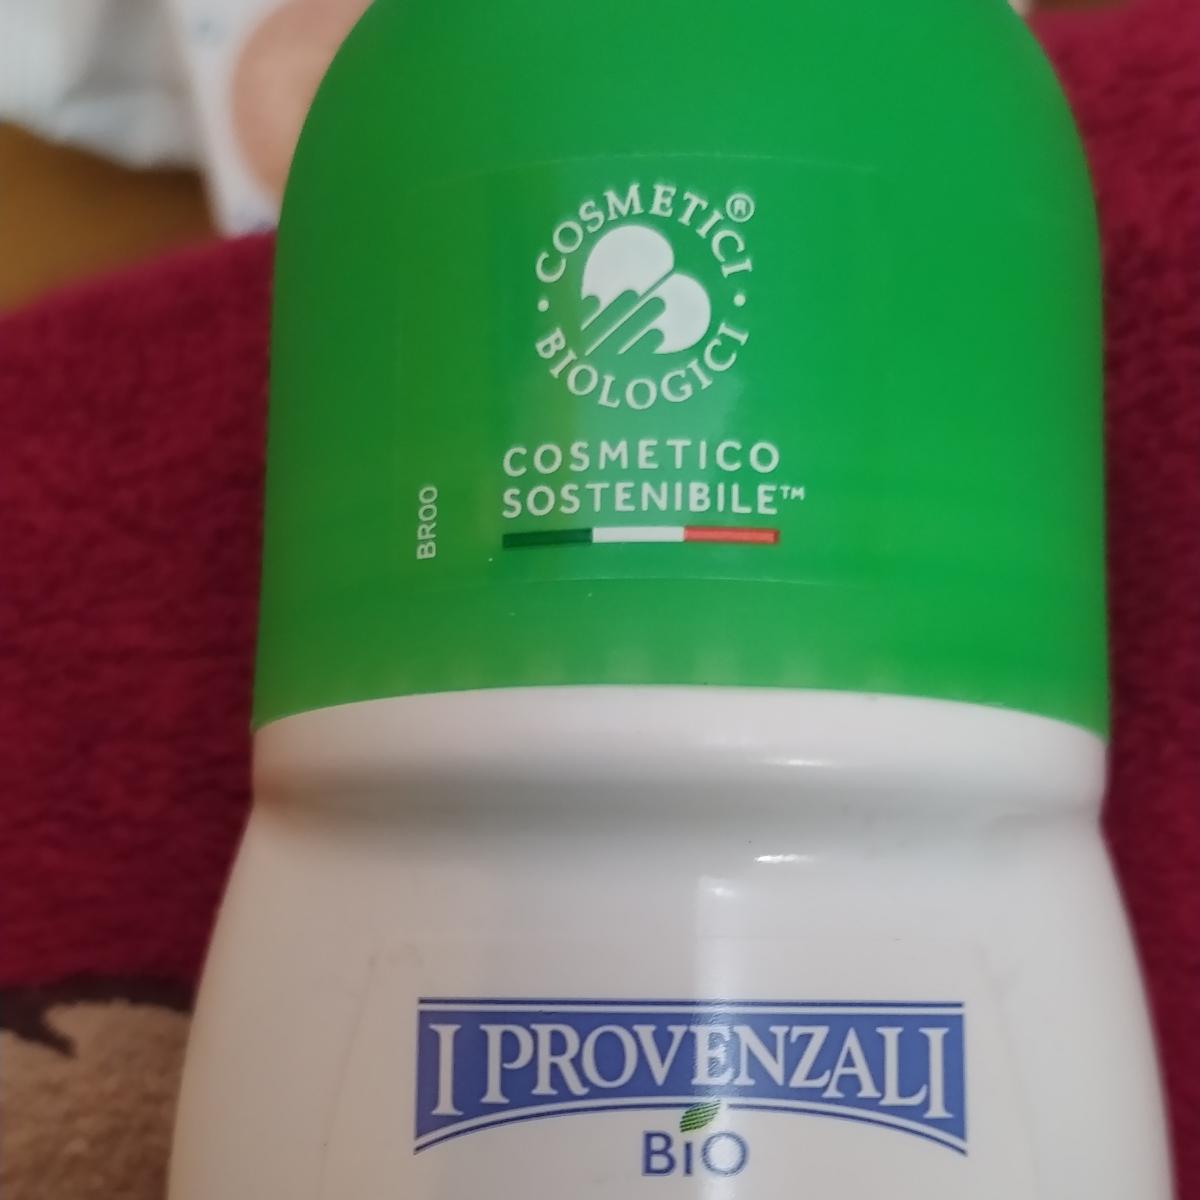 COSMETICI®
BIOLOGICI
COSMETICO
SOSTENIBILE™
BR00
I PROVENZALI
BiO